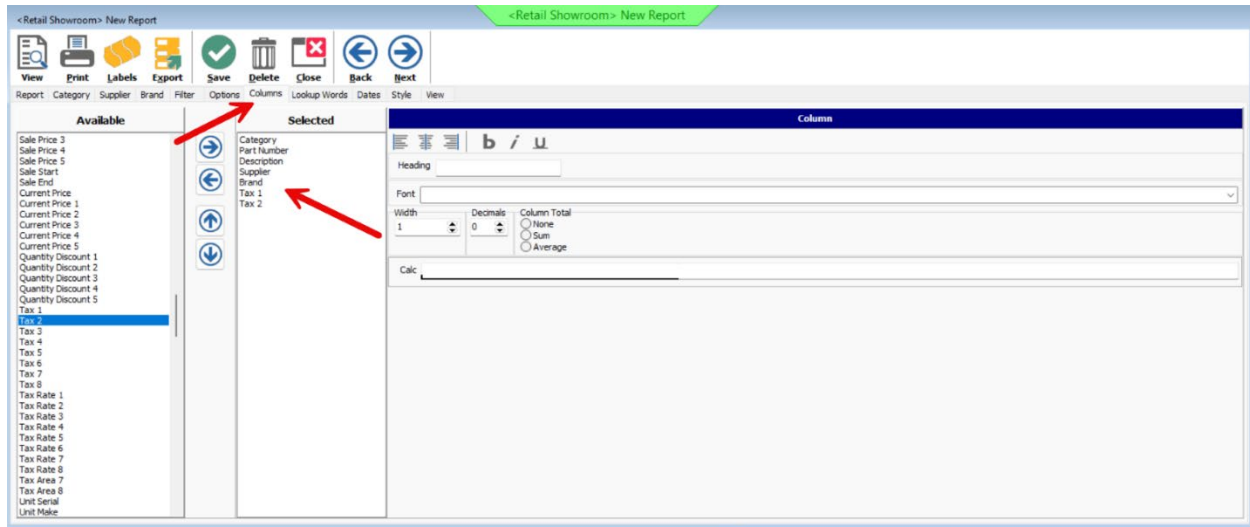 <Retail Showroom> New Report
<Retail Showroom> New Report
View Print Labels Export Save Delete Close Back Next
Report Category Supplier Brand Filter Options Columns Lookup Words Dates Style View
Available
Sale Price 3
Sale Price 4
Sale Price 5
Sale Start
Sale End
Current Price
Current Price 1
Current Price 2
Current Price 3
Current Price 4
Current Price 5
Quantity Discount 1
Quantity Discount 2
Quantity Discount 3
Quantity Discount 4
Quantity Discount 5
Tax 1
Tax 2
Tax 3
Tax 4
Tax 5
Tax 6
Tax 7
Tax 8
Tax Rate 1
Tax Rate 2
Tax Rate 3
Tax Rate 4
Tax Rate 5
Tax Rate 6
Tax Rate 7
Tax Rate 8
Tax Area 7
Tax Area 8
Unit Serial
Unit Make
Selected
Category
Part Number
Description
Supplier
Brand
Tax 1
Tax 2
Column
b i u
Heading
Font
Width Decimals Column Total
1 0 None
Sum
Average
Calc